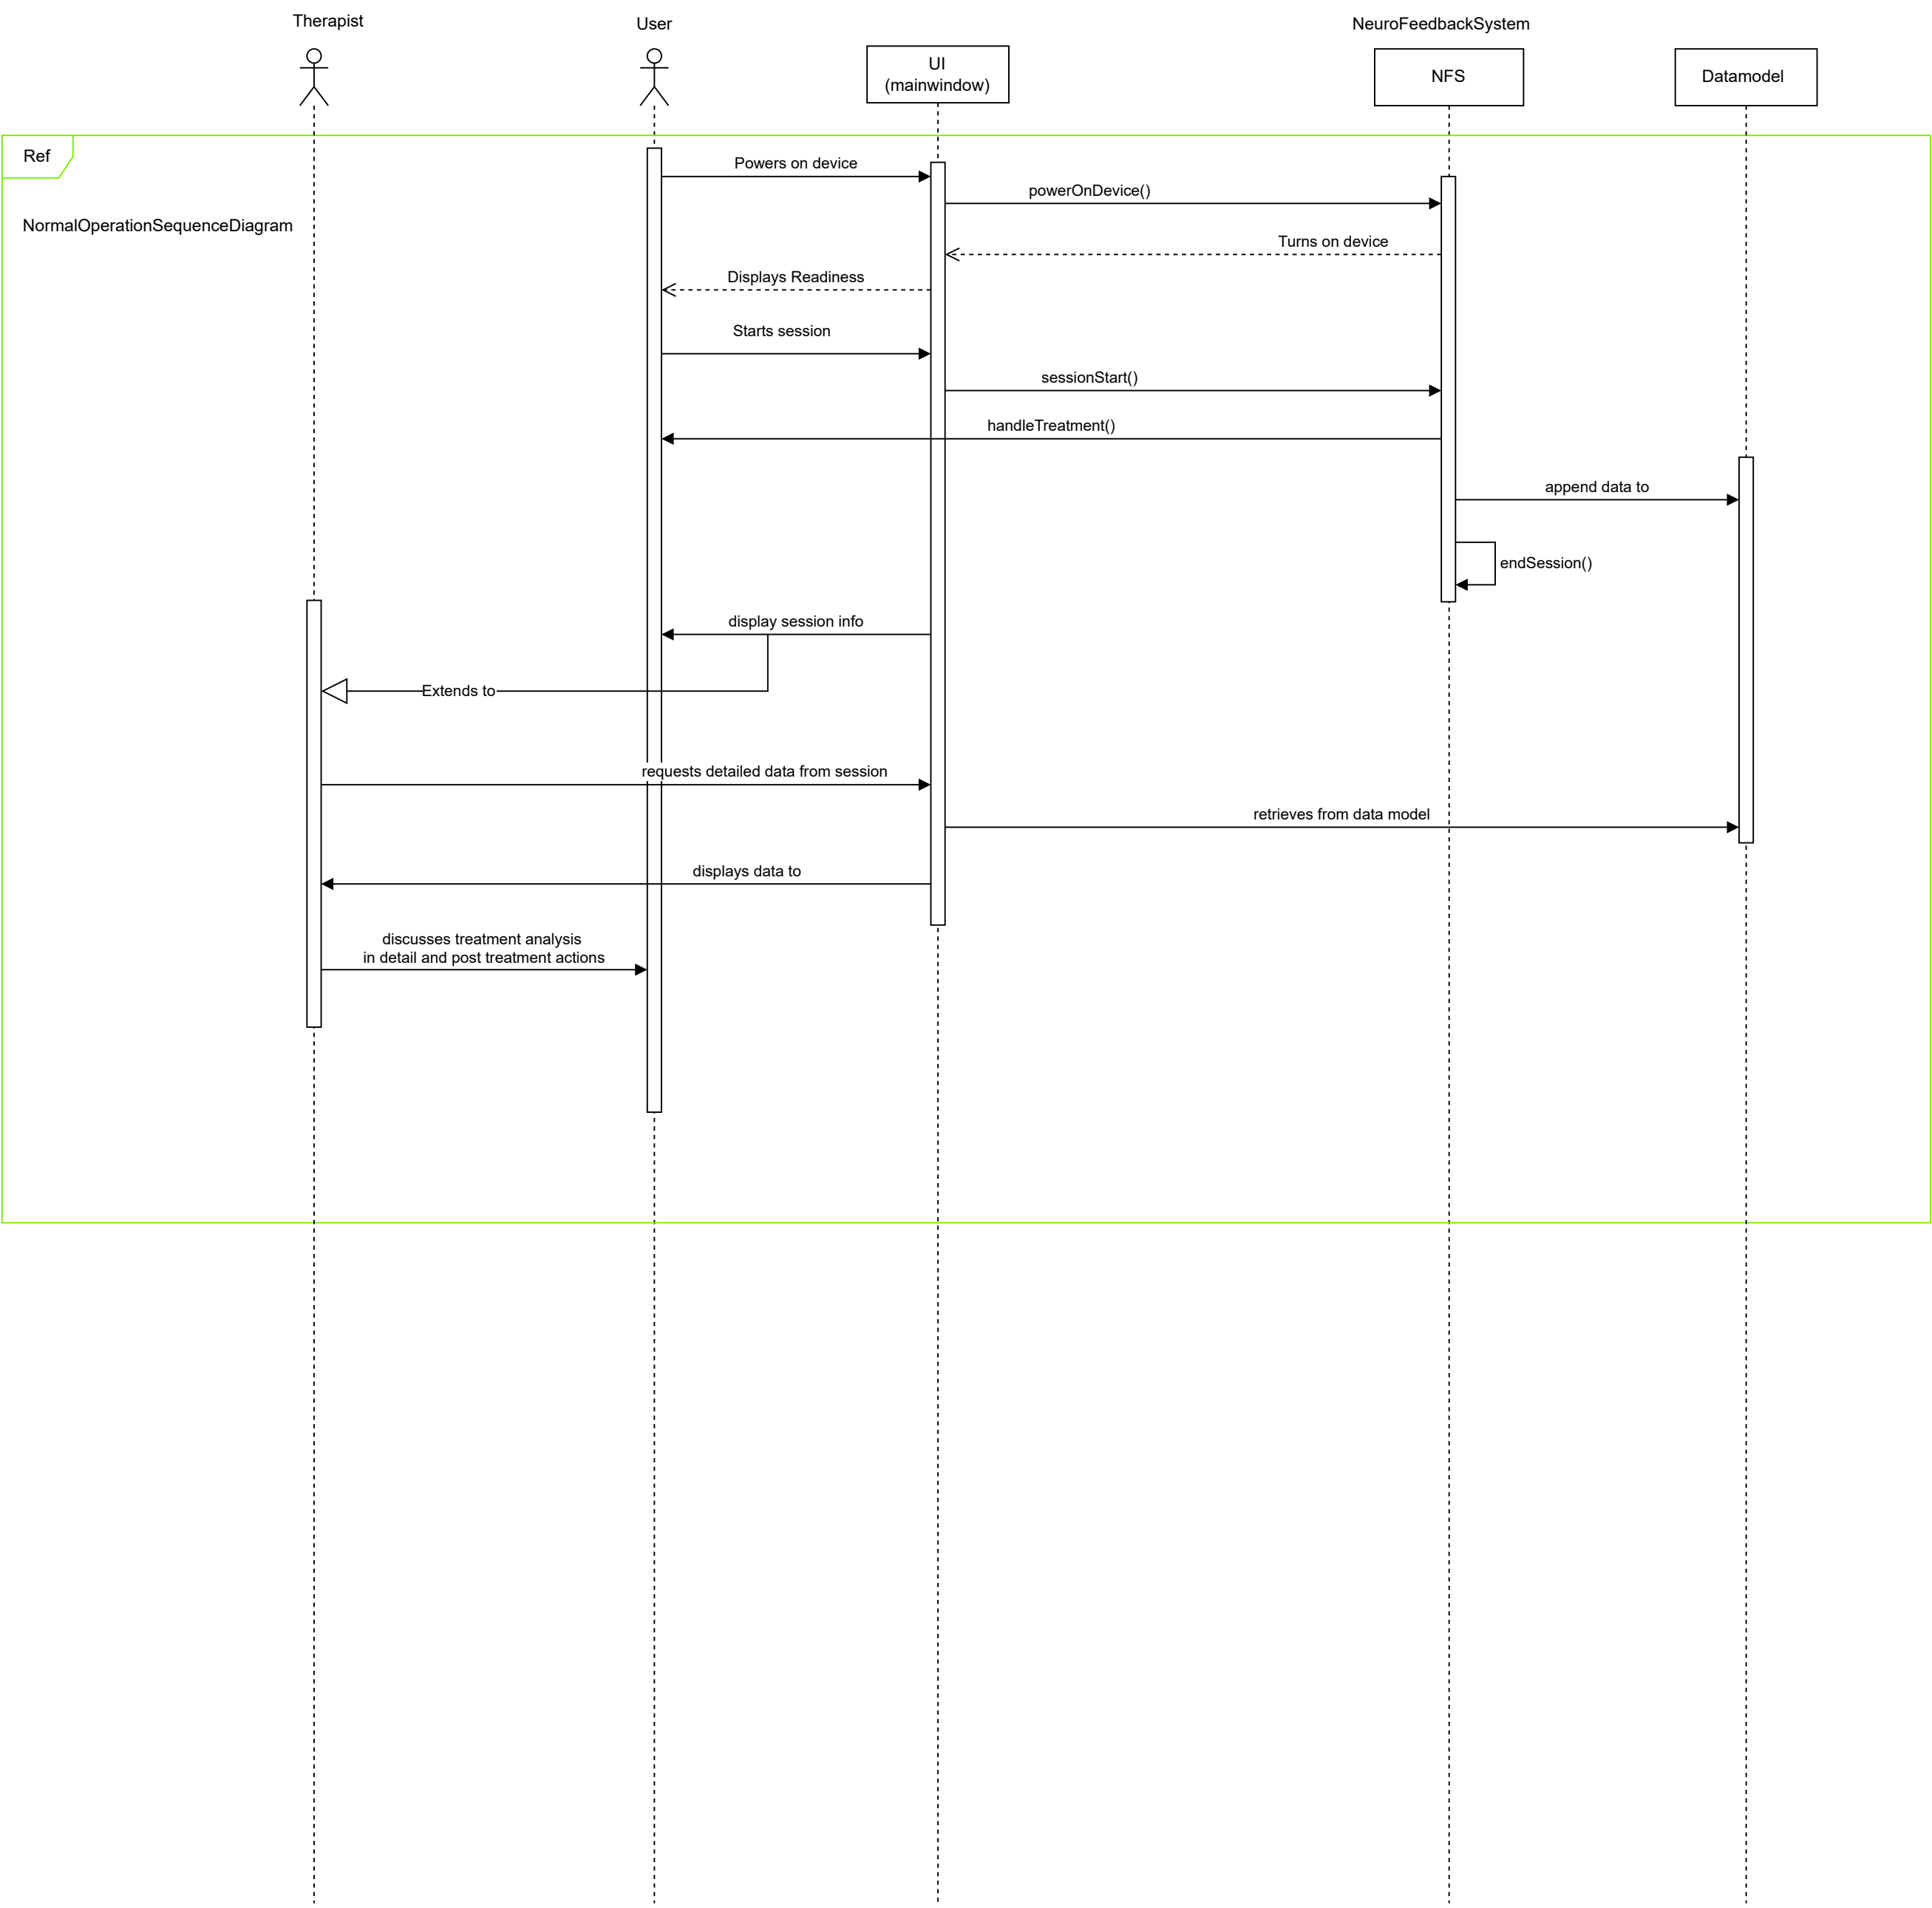 Therapist
User
NeuroFeedbackSystem
UI
(mainwindow)
NFS
Datamodel
Ref
Powers on device
powerOnDevice()
NormalOperationSequenceDiagram
Turns on device
Displays Readiness
Starts session
sessionStart()
handleTreatment()
append data to
endSession()
display session info
Extends to
requests detailed data from session
retrieves from data model
displays data to
discusses treatment analysis
in detail and post treatment actions